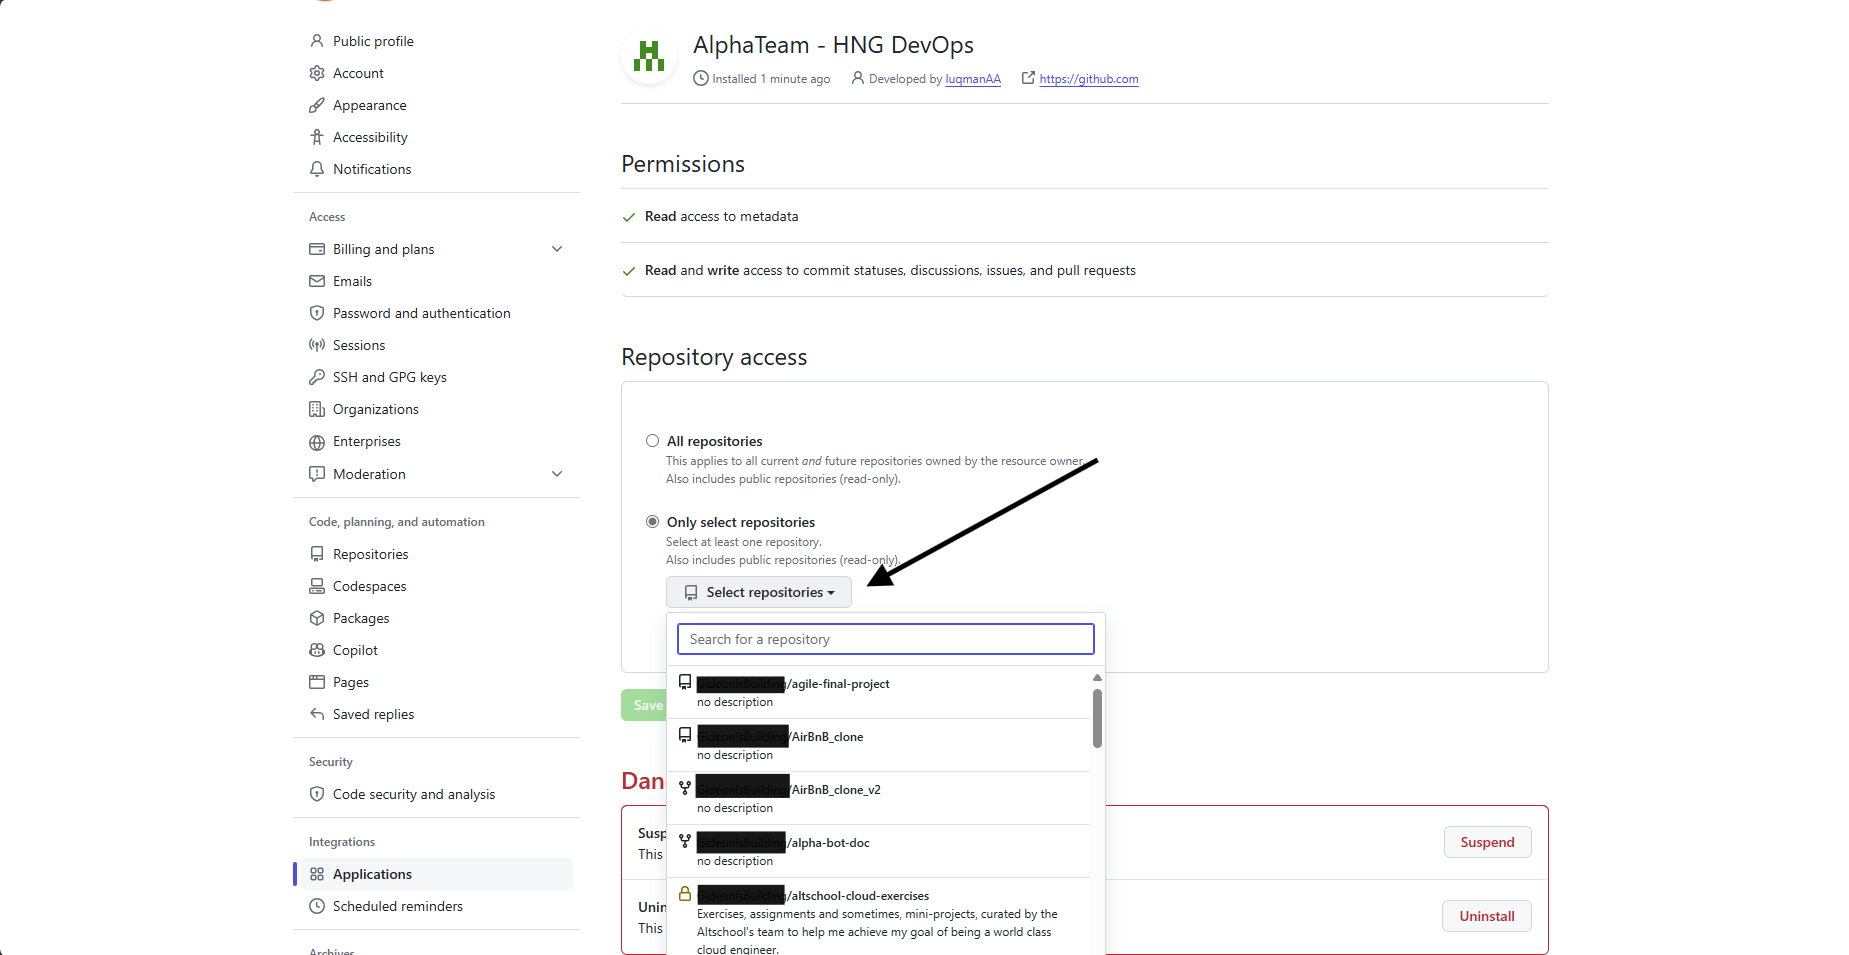 Public profile
Account
Appearance
Accessibility
Notifications
Access
Billing and plans
Emails
Password and authentication
Sessions
SSH and GPG keys
Organizations
Enterprises
Moderation
Code, planning, and automation
Repositories
Codespaces
Packages
Copilot
Pages
Saved replies
Security
Code security and analysis
Integrations
Applications
Scheduled reminders
Archives
AlphaTeam - HNG DevOps
Installed 1 minute ago Developed by luqmanAA https://github.com
Permissions
Read access to metadata
Read and write access to commit statuses, discussions, issues, and pull requests
Repository access
All repositories
This applies to all current and future repositories owned by the resource owner.
Also includes public repositories (read-only).
Only select repositories
Select at least one repository.
Also includes public repositories (read-only).
Select repositories
Search for a repository
/agile-final-project
no description
/AirBnB_clone
no description
/AirBnB_clone_v2
no description
/alpha-bot-doc
no description
/altschool-cloud-exercises
Exercises, assignments and sometimes, mini-projects, curated by the
Altschool's team to help me achieve my goal of being a world class
cloud engineer.
Save
Dan
Susp
This
Suspend
Unin
This
Uninstall